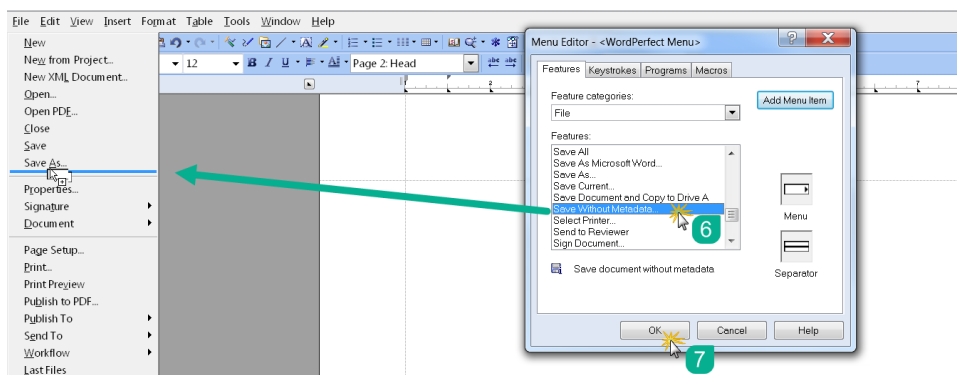 File Edit View Insert Format Table Tools Window Help
New
New from Project...
New XML Document...
Open...
Open PDF...
Close
Save
Save As...
Properties...
Signature
Document
Page Setup...
Print...
Print Preview
Publish to PDF...
Publish To
Send To
Workflow
Last Files
12 B I U Page 2: Head abc abc
2
7
Menu Editor - <WordPerfect Menu>
Features Keystrokes Programs Macros
Feature categories:
File
Add Menu Item
Features:
Save All
Save As Microsoft Word...
Save As...
Save Current...
Save Document and Copy to Drive A
Save Without Metadata...
Select Printer...
Send to Reviewer
Sign Document...
6
Menu
Separator
Save document without metadata
OK Cancel Help
7